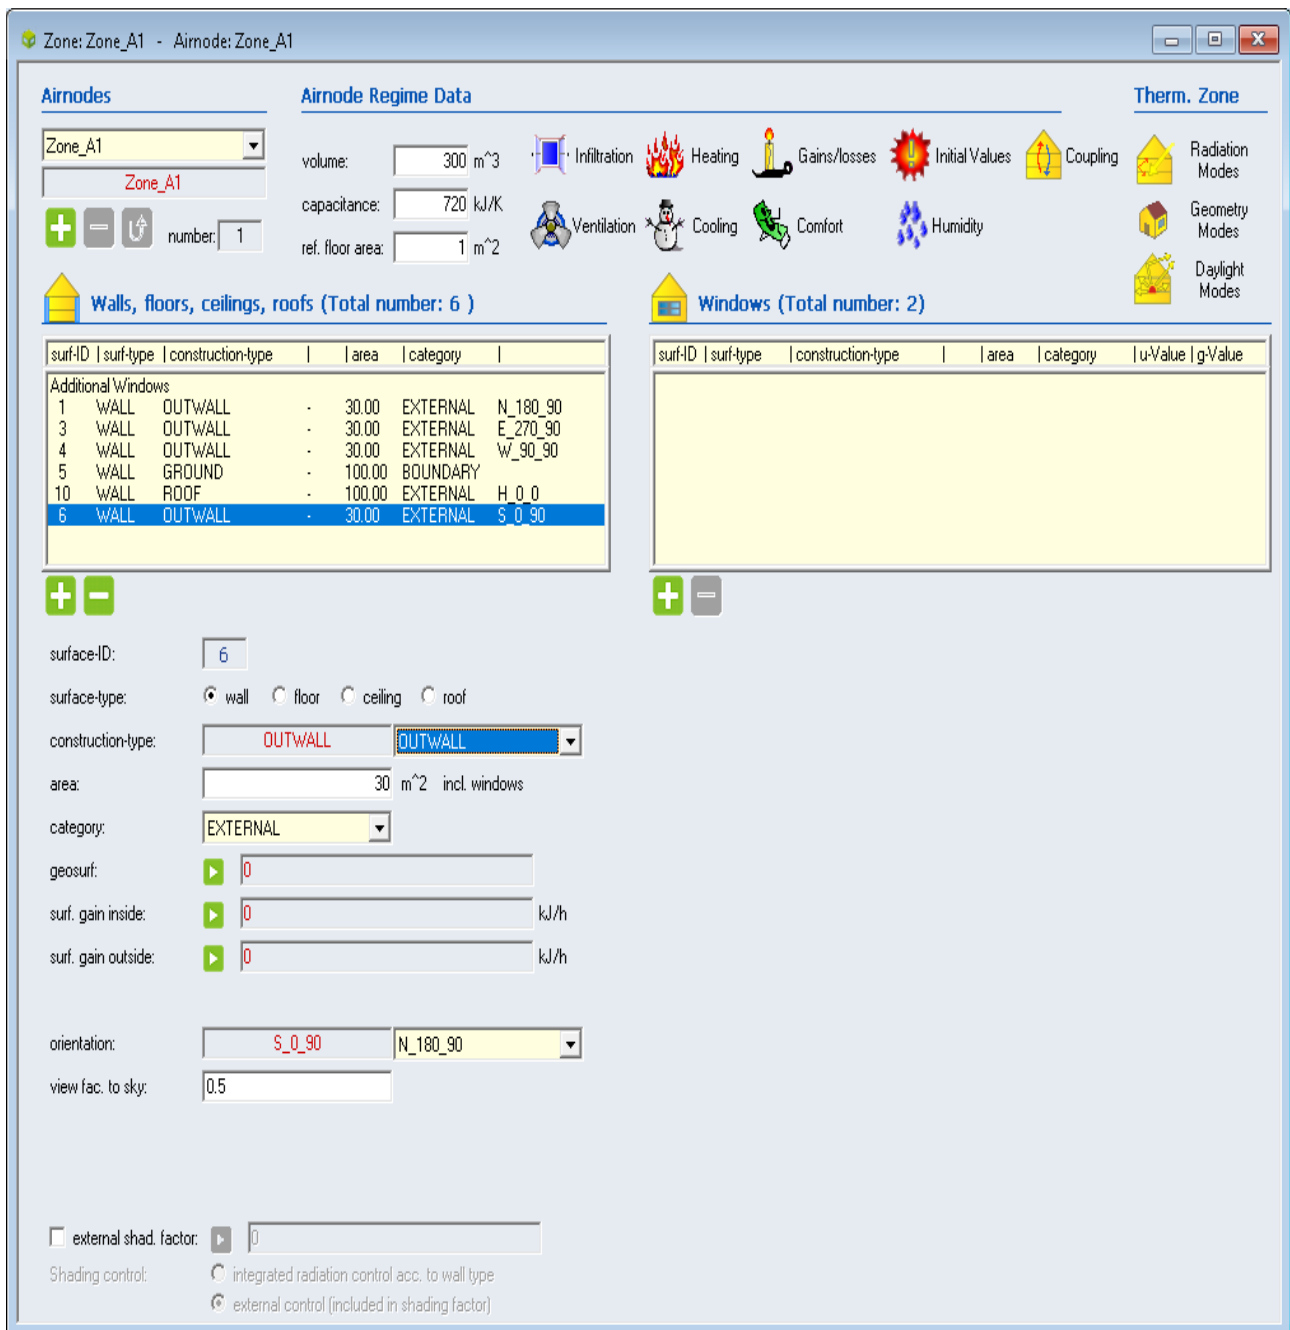 Zone: Zone_A1 - Airnode: Zone_A1
Airnodes
Airnode Regime Data
Therm. Zone
Zone_A1
Zone_A1
number: 1
volume: 300 m^3
capacitance: 720 kJ/K
ref. floor area: 1 m^2
Infiltration Heating Gains/losses Initial Values Coupling
Ventilation Cooling Comfort Humidity
Radiation
Modes
Geometry
Modes
Daylight
Modes
Walls, floors, ceilings, roofs (Total number: 6 )
surf-ID | surf-type | construction-type | | area | category |
Additional Windows
1 WALL OUTWALL - 30.00 EXTERNAL N_180_90
3 WALL OUTWALL - 30.00 EXTERNAL E_270_90
4 WALL OUTWALL - 30.00 EXTERNAL W_90_90
5 WALL GROUND - 100.00 BOUNDARY
10 WALL ROOF - 100.00 EXTERNAL H_0_0
6 WALL OUTWALL - 30.00 EXTERNAL S_0_90
Windows (Total number: 2)
surf-ID | surf-type | construction-type | | area | category | u-Value | g-Value
surface-ID: 6
surface-type: wall floor ceiling roof
construction-type: OUTWALL OUTWALL
area: 30 m^2 incl. windows
category: EXTERNAL
geosurf: 0
surf. gain inside: 0 kJ/h
surf. gain outside: 0 kJ/h
orientation: S_0_90 N_180_90
view fac. to sky: 0.5
external shad. factor: 0
Shading control: integrated radiation control acc. to wall type
external control (included in shading factor)